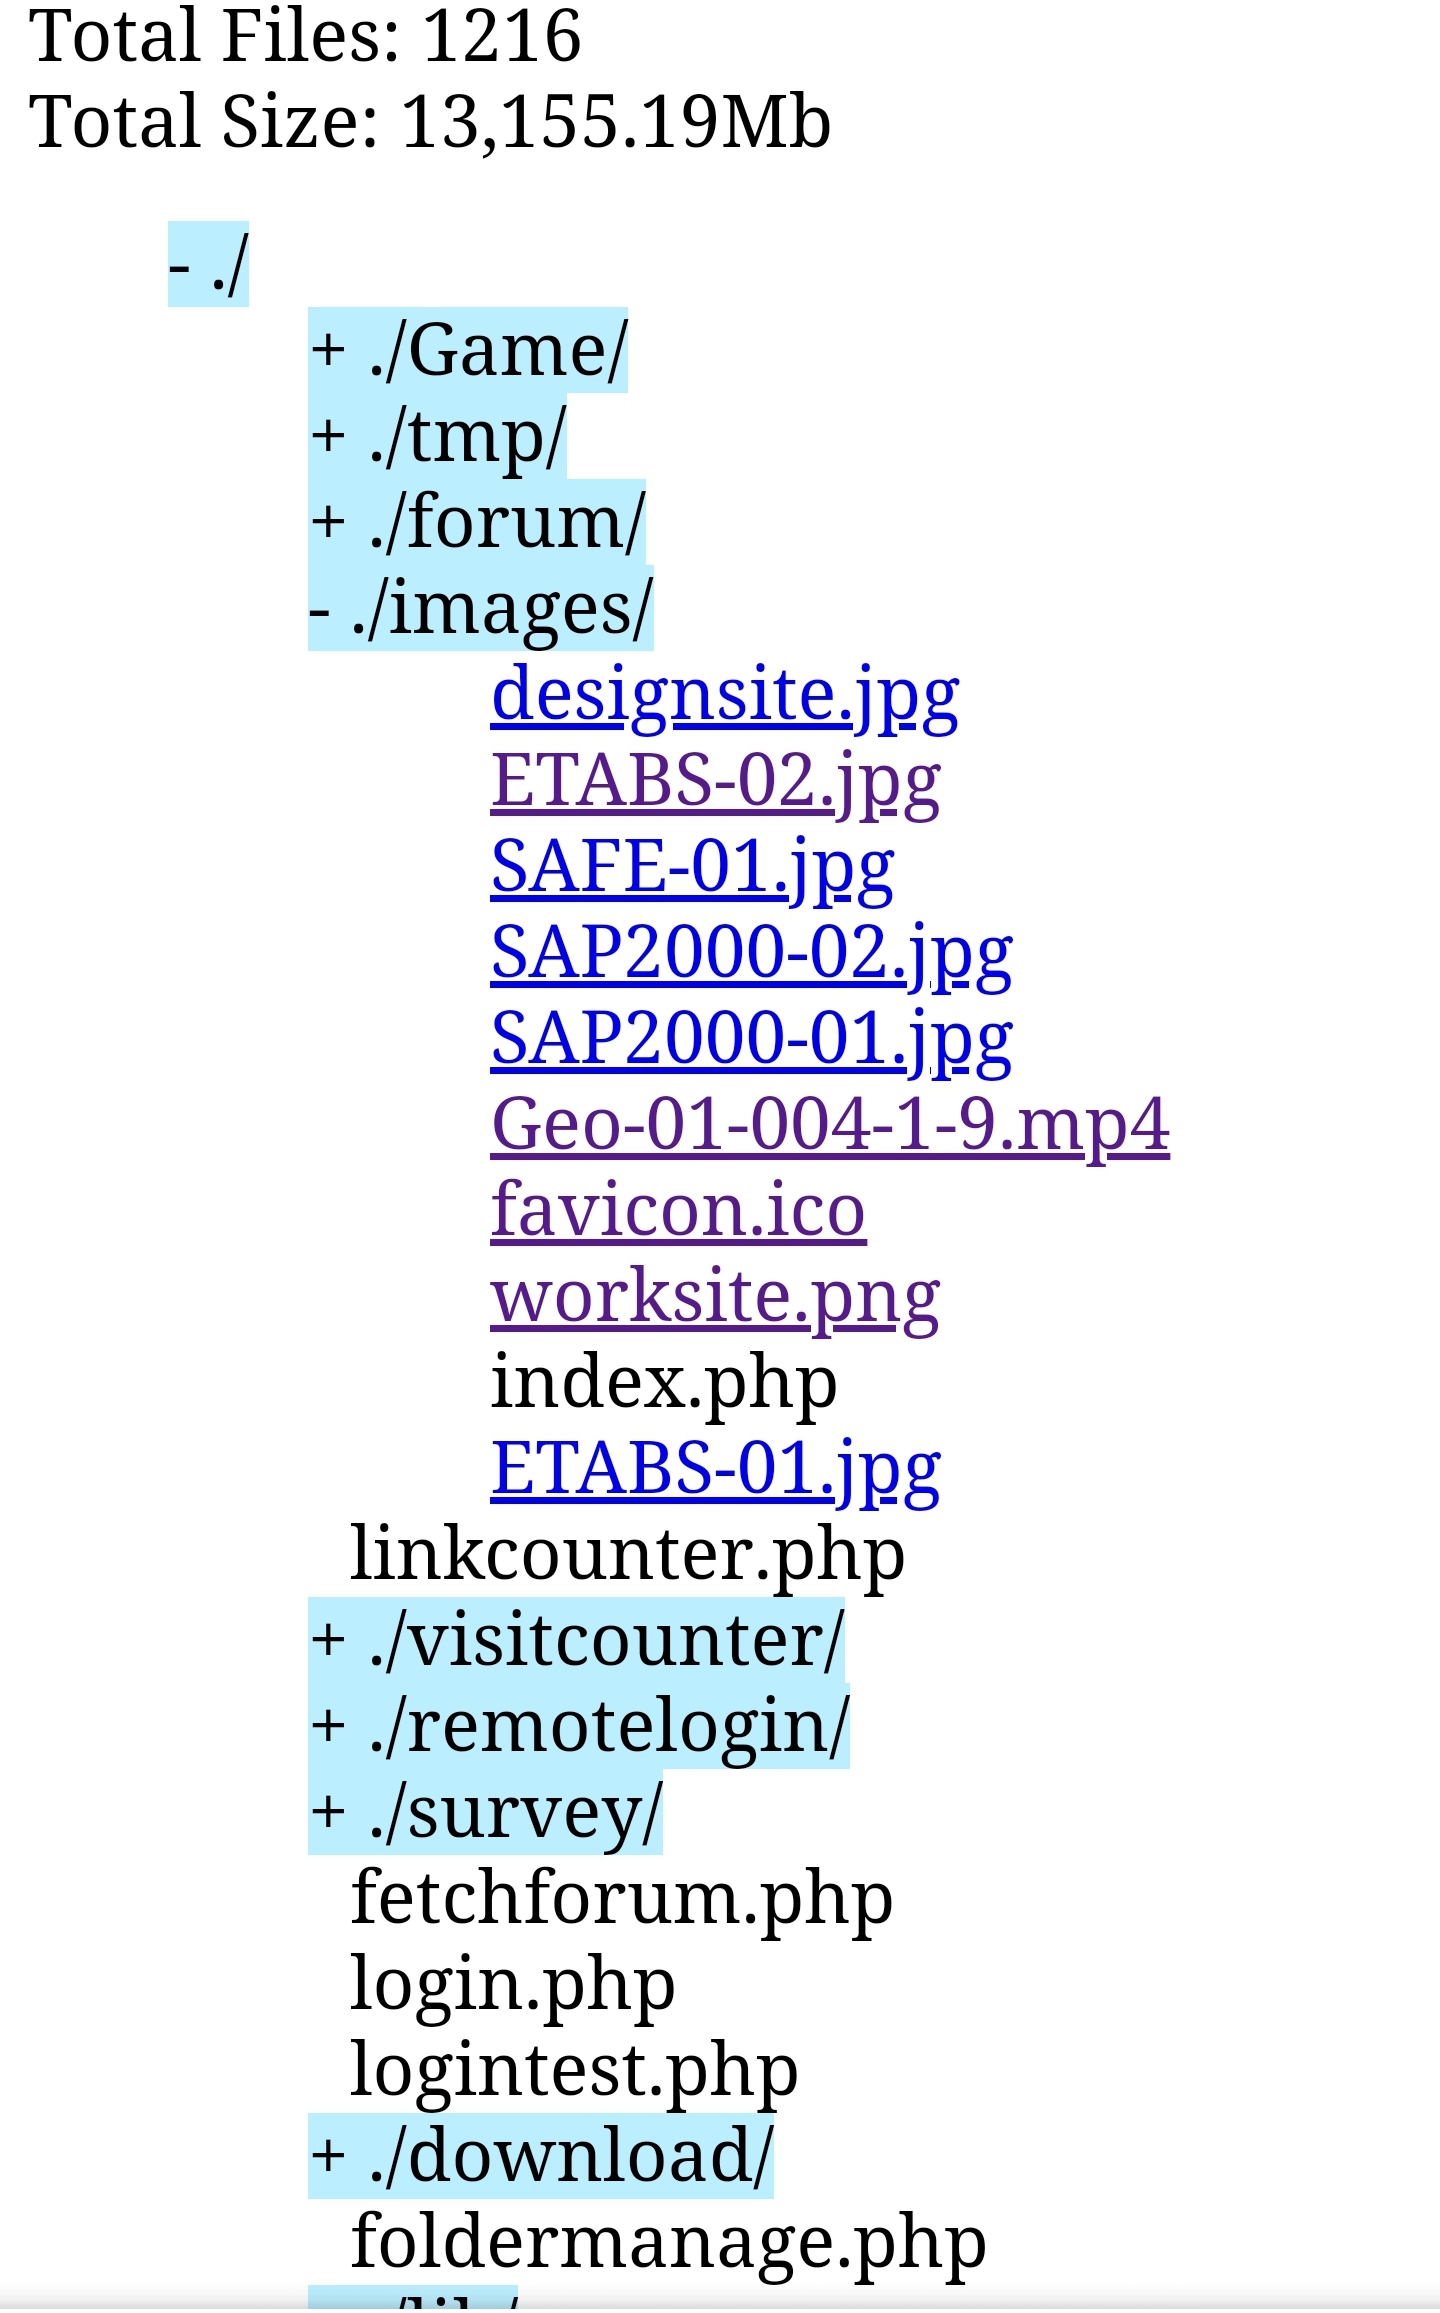 Total Files: 1216
Total Size: 13,155.19Mb
- ./
+ ./Game/
+ ./tmp/
+ ./forum/
- ./images/
designsite.jpg
ETABS-02.jpg
SAFE-01.jpg
SAP2000-02.jpg
SAP2000-01.jpg
Geo-01-004-1-9.mp4
favicon.ico
worksite.png
index.php
ETABS-01.jpg
linkcounter.php
+ ./visitcounter/
+ ./remotelogin/
+ ./survey/
fetchforum.php
login.php
logintest.php
+ ./download/
foldermanage.php